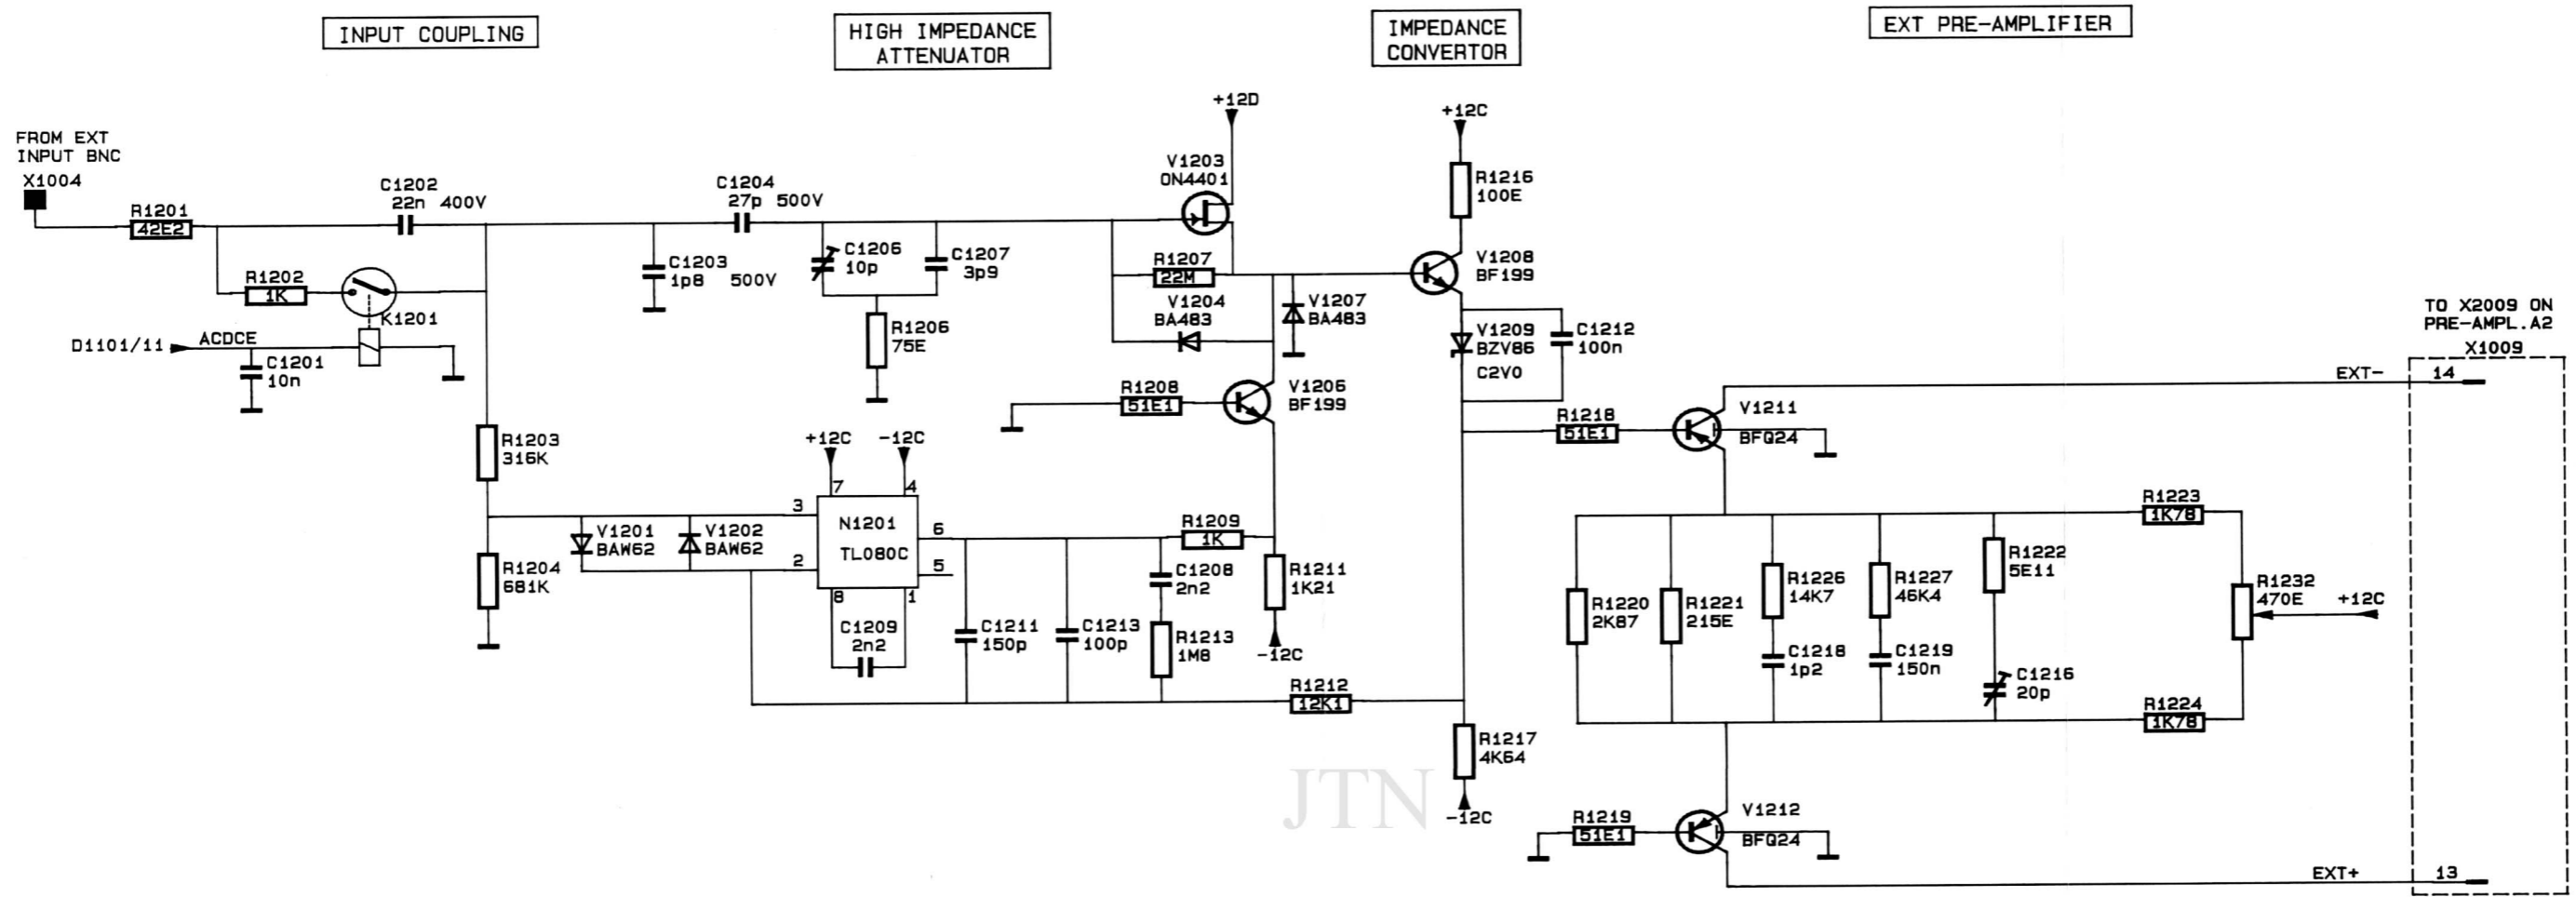 INPUT COUPLING
HIGH IMPEDANCE
ATTENUATOR
IMPEDANCE
CONVERTOR
EXT PRE-AMPLIFIER
FROM EXT
INPUT BNC
X1004
R1201
42E2
C1202
22n 400V
R1202
1K
K1201
D1101/11
ACDCE
C1201
10n
R1203
316K
R1204
681K
C1203
1p8 500V
C1204
27p 500V
C1206
10p
C1207
3p9
R1206
75E
+12D
V1203
ON4401
R1207
22M
V1204
BA483
V1207
BA483
R1208
51E1
V1206
BF199
V1201
BAW62
V1202
BAW62
+12C
-12C
7
4
3
N1201
TL080C
2
6
5
8
1
C1209
2n2
C1211
150p
C1213
100p
C1208
2n2
R1213
1M8
R1209
1K
R1211
1K21
-12C
R1212
12K1
+12C
R1216
100E
V1208
BF199
V1209
BZV86
C2V0
C1212
100n
R1217
4K64
-12C
R1218
51E1
V1211
BFQ24
R1220
2K87
R1221
215E
R1226
14K7
C1218
1p2
R1227
46K4
C1219
150n
R1222
5E11
C1216
20p
R1223
1K78
R1224
1K78
R1232
470E
+12C
R1219
51E1
V1212
BFQ24
TO X2009 ON
PRE-AMPL.A2
X1009
EXT-
14
EXT+
13
JTN